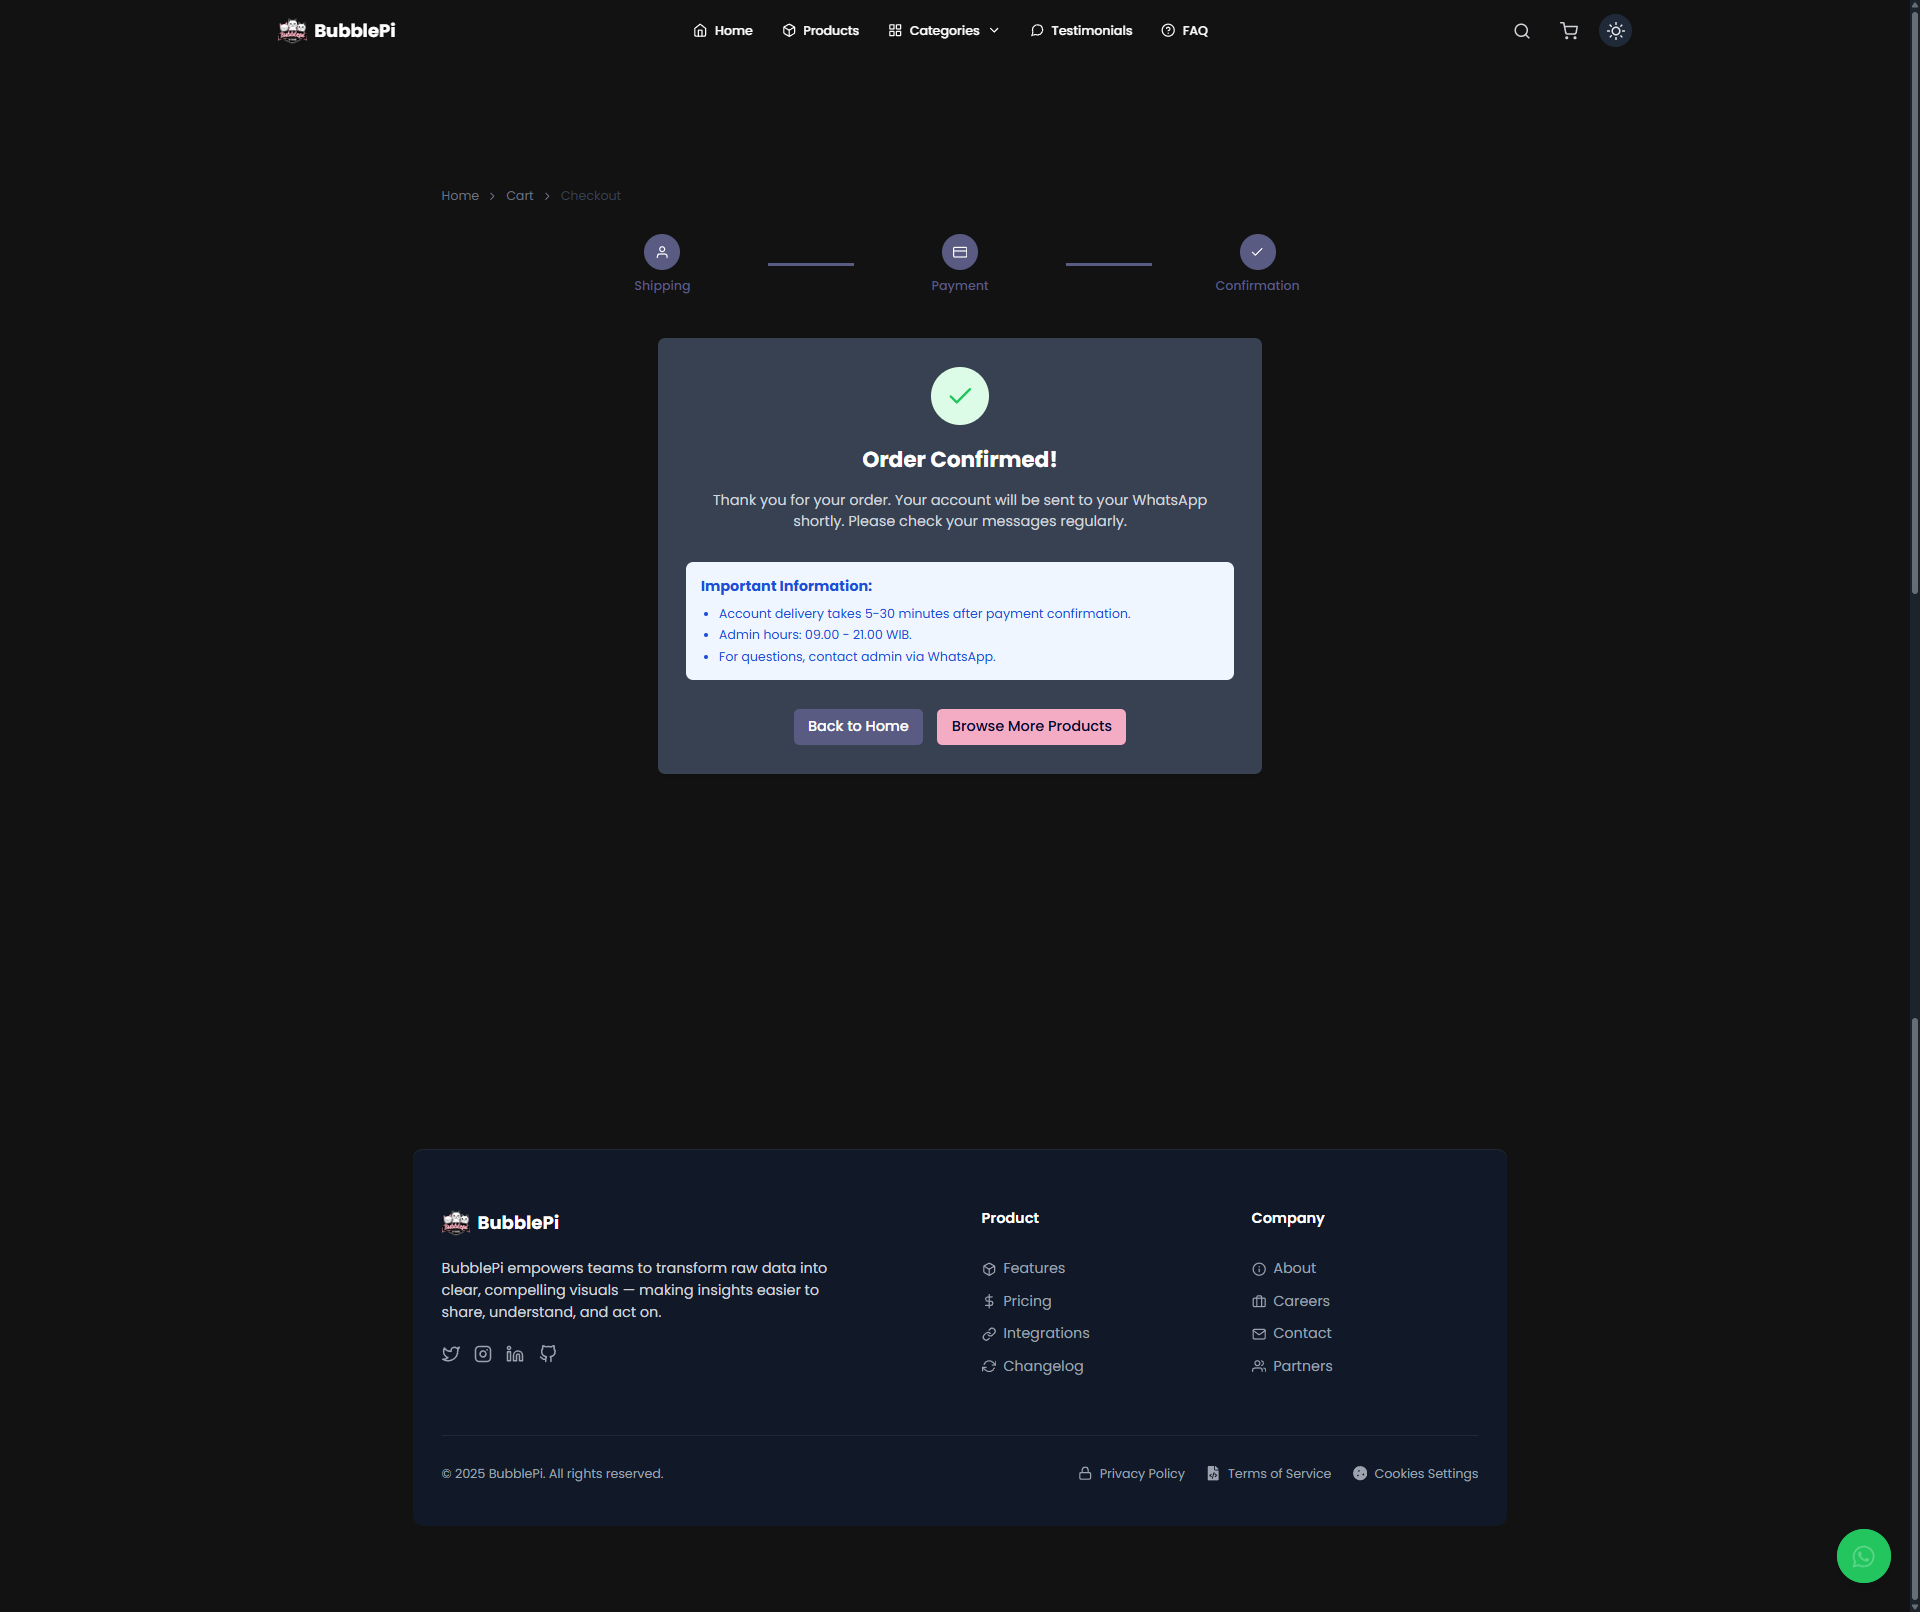 BubblePi
Home
Products
Categories
Testimonials
FAQ
Home > Cart > Checkout
Shipping
Payment
Confirmation
Order Confirmed!
Thank you for your order. Your account will be sent to your WhatsApp
shortly. Please check your messages regularly.
Important Information:
• Account delivery takes 5-30 minutes after payment confirmation.
• Admin hours: 09.00 - 21.00 WIB.
• For questions, contact admin via WhatsApp.
Back to Home
Browse More Products
BubblePi
BubblePi empowers teams to transform raw data into
clear, compelling visuals — making insights easier to
share, understand, and act on.
Product
Features
Pricing
Integrations
Changelog
Company
About
Careers
Contact
Partners
© 2025 BubblePi. All rights reserved.
Privacy Policy
Terms of Service
Cookies Settings